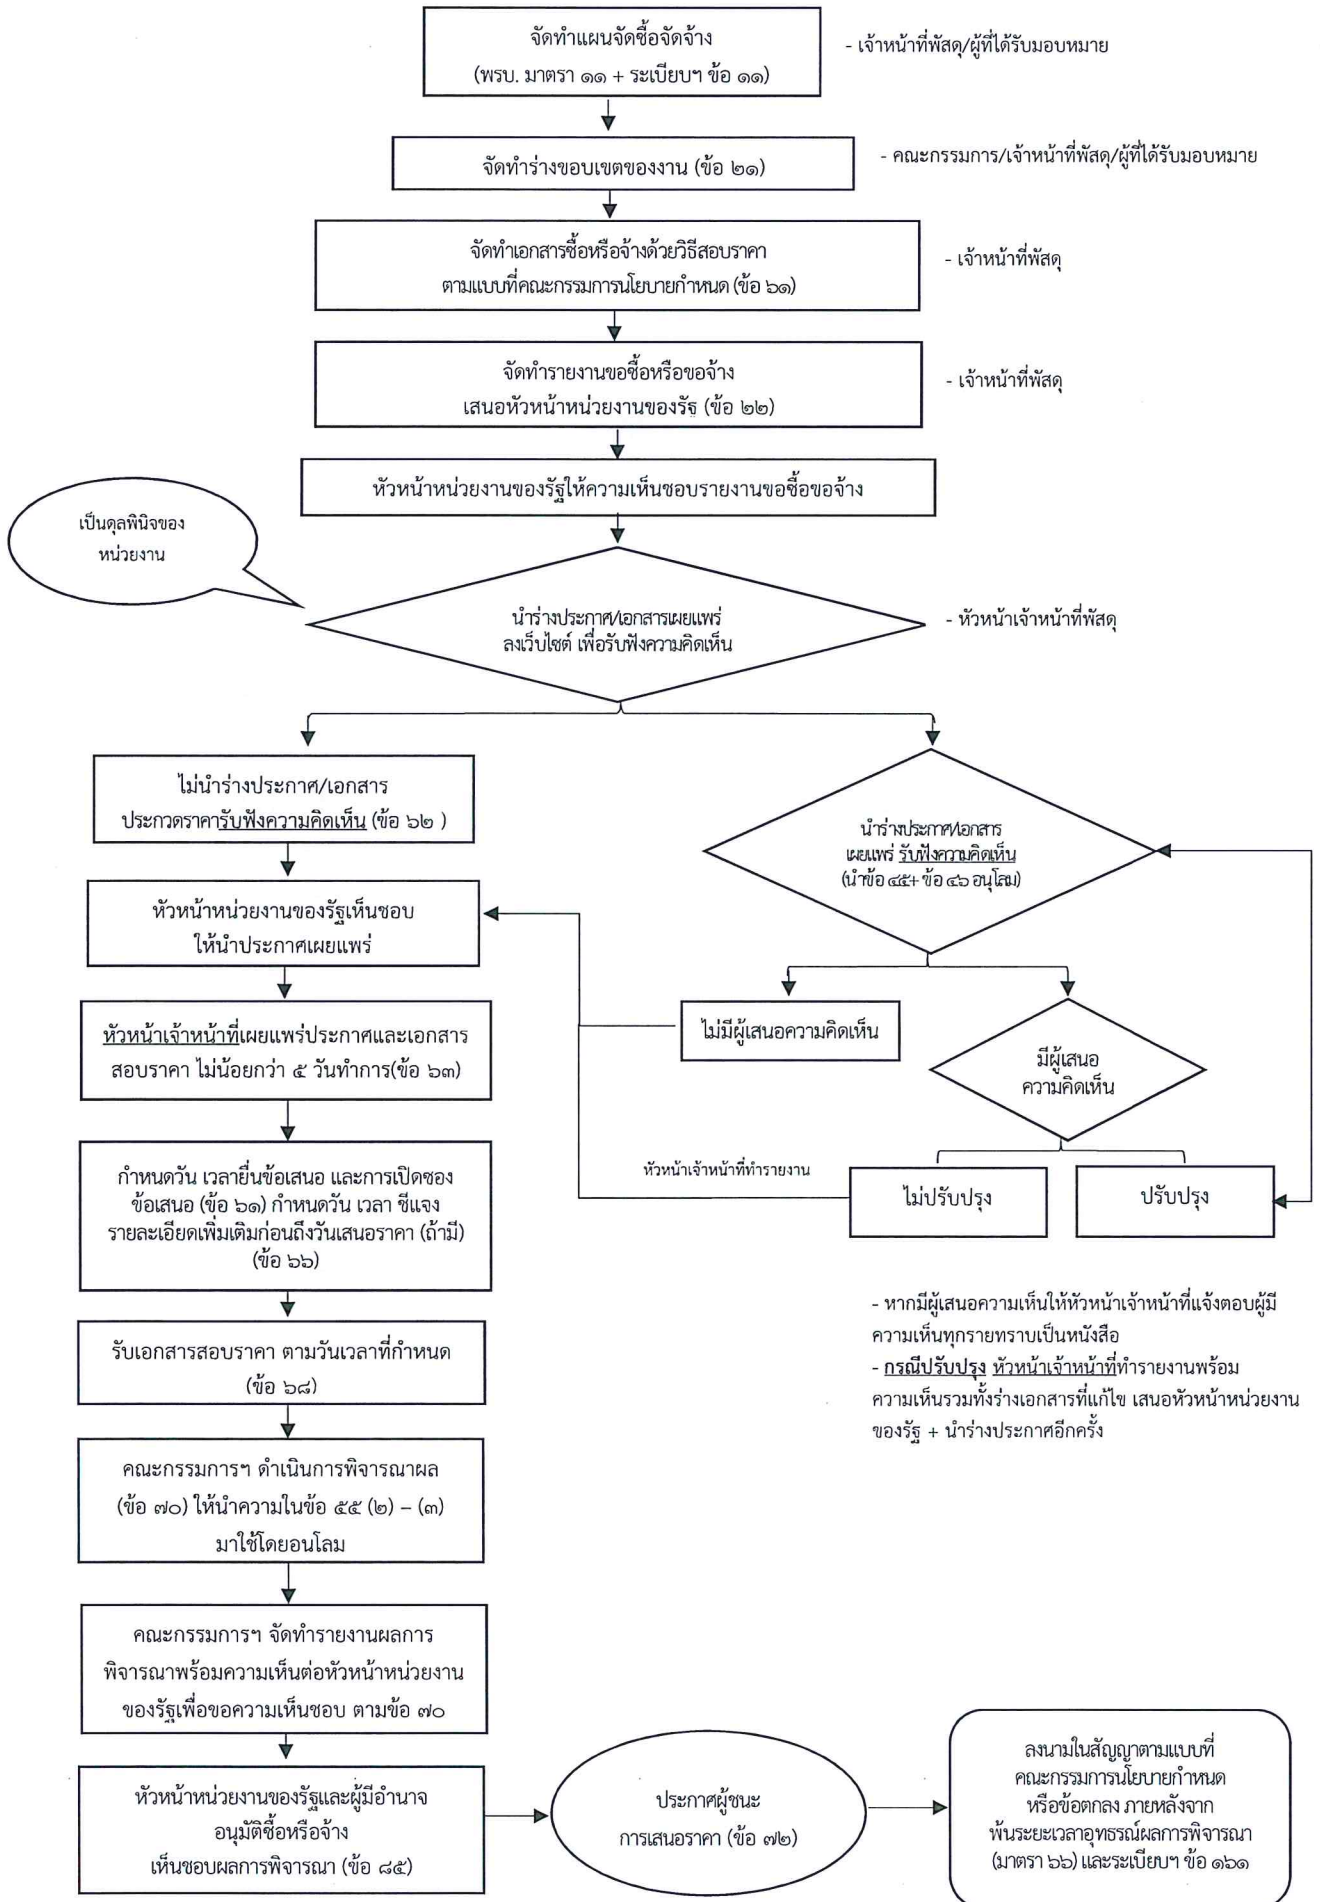 จัดทำแผนจัดซื้อจัดจ้าง
(พรบ. มาตรา ๑๑ + ระเบียบฯ ข้อ ๑๑)
- เจ้าหน้าที่พัสดุ/ผู้ที่ได้รับมอบหมาย
จัดทำร่างขอบเขตของงาน (ข้อ ๒๑)
- คณะกรรมการ/เจ้าหน้าที่พัสดุ/ผู้ที่ได้รับมอบหมาย
จัดทำเอกสารซื้อหรือจ้างด้วยวิธีสอบราคา
ตามแบบที่คณะกรรมการนโยบายกำหนด (ข้อ ๖๑)
- เจ้าหน้าที่พัสดุ
จัดทำรายงานขอซื้อหรือขอจ้าง
เสนอหัวหน้าหน่วยงานของรัฐ (ข้อ ๒๒)
- เจ้าหน้าที่พัสดุ
หัวหน้าหน่วยงานของรัฐให้ความเห็นชอบรายงานขอซื้อขอจ้าง
เป็นดุลพินิจของ
หน่วยงาน
นำร่างประกาศ/เอกสารเผยแพร่
ลงเว็บไซต์ เพื่อรับฟังความคิดเห็น
- หัวหน้าเจ้าหน้าที่พัสดุ
ไม่นำร่างประกาศ/เอกสาร
ประกวดราคารับฟังความคิดเห็น (ข้อ ๖๒ )
นำร่างประกาศ/เอกสาร
เผยแพร่ รับฟังความคิดเห็น
(นำข้อ ๔๕+ ข้อ ๔๖ อนุโลม)
หัวหน้าหน่วยงานของรัฐเห็นชอบ
ให้นำประกาศเผยแพร่
หัวหน้าเจ้าหน้าที่เผยแพร่ประกาศและเอกสาร
สอบราคา ไม่น้อยกว่า ๕ วันทำการ(ข้อ ๖๓)
ไม่มีผู้เสนอความคิดเห็น
มีผู้เสนอ
ความคิดเห็น
กำหนดวัน เวลายื่นข้อเสนอ และการเปิดซอง
ข้อเสนอ (ข้อ ๖๑) กำหนดวัน เวลา ชี้แจง
รายละเอียดเพิ่มเติมก่อนถึงวันเสนอราคา (ถ้ามี)
(ข้อ ๖๖)
หัวหน้าเจ้าหน้าที่ทำรายงาน
ไม่ปรับปรุง
ปรับปรุง
- หากมีผู้เสนอความเห็นให้หัวหน้าเจ้าหน้าที่แจ้งตอบผู้มี
ความเห็นทุกรายทราบเป็นหนังสือ
- กรณีปรับปรุง หัวหน้าเจ้าหน้าที่ทำรายงานพร้อม
ความเห็นรวมทั้งร่างเอกสารที่แก้ไข เสนอหัวหน้าหน่วยงาน
ของรัฐ + นำร่างประกาศอีกครั้ง
รับเอกสารสอบราคา ตามวันเวลาที่กำหนด
(ข้อ ๖๘)
คณะกรรมการฯ ดำเนินการพิจารณาผล
(ข้อ ๗๐) ให้นำความในข้อ ๕๕ (๒) – (๓)
มาใช้โดยอนโลม
คณะกรรมการฯ จัดทำรายงานผลการ
พิจารณาพร้อมความเห็นต่อหัวหน้าหน่วยงาน
ของรัฐเพื่อขอความเห็นชอบ ตามข้อ ๗๐
หัวหน้าหน่วยงานของรัฐและผู้มีอำนาจ
อนุมัติซื้อหรือจ้าง
เห็นชอบผลการพิจารณา (ข้อ ๘๕)
ประกาศผู้ชนะ
การเสนอราคา (ข้อ ๗๒)
ลงนามในสัญญาตามแบบที่
คณะกรรมการนโยบายกำหนด
หรือข้อตกลง ภายหลังจาก
พ้นระยะเวลาอุทธรณ์ผลการพิจารณา
(มาตรา ๖๖) และระเบียบฯ ข้อ ๑๖๑